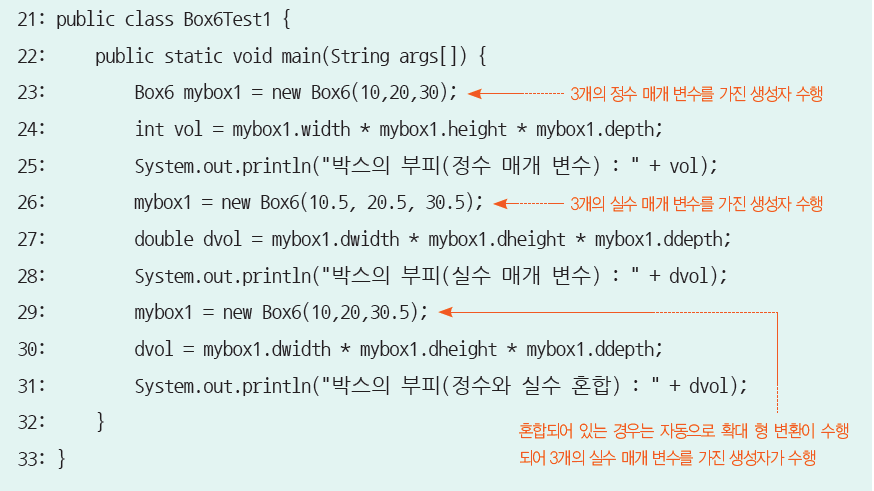 21: public class Box6Test1 {
22:     public static void main(String args[]) {
23:         Box6 mybox1 = new Box6(10,20,30); 3개의 정수 매개 변수를 가진 생성자 수행
24:         int vol = mybox1.width * mybox1.height * mybox1.depth;
25:         System.out.println("박스의 부피(정수 매개 변수) : " + vol);
26:         mybox1 = new Box6(10.5, 20.5, 30.5); 3개의 실수 매개 변수를 가진 생성자 수행
27:         double dvol = mybox1.dwidth * mybox1.dheight * mybox1.ddepth;
28:         System.out.println("박스의 부피(실수 매개 변수) : " + dvol);
29:         mybox1 = new Box6(10,20,30.5);
30:         dvol = mybox1.dwidth * mybox1.dheight * mybox1.ddepth;
31:         System.out.println("박스의 부피(정수와 실수 혼합) : " + dvol);
32:     }
혼합되어 있는 경우는 자동으로 확대 형 변환이 수행
되어 3개의 실수 매개 변수를 가진 생성자가 수행
33: }